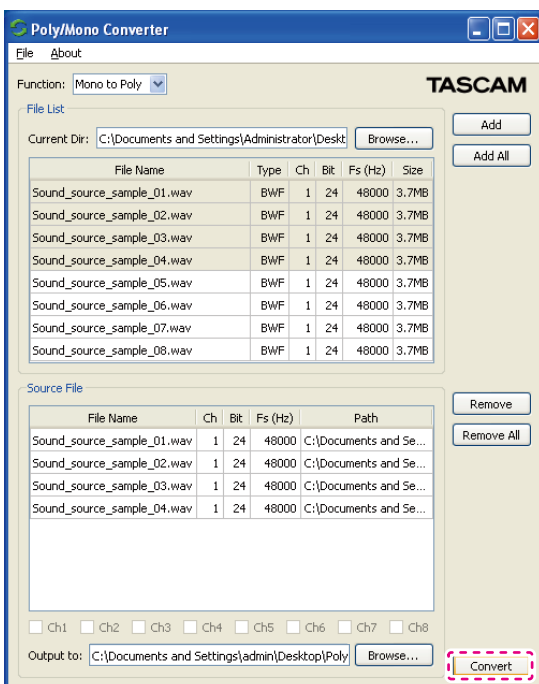 Poly/Mono Converter
File About
Function: Mono to Poly TASCAM
File List
Current Dir: C:\Documents and Settings\Administrator\Deskt Browse... Add
Add All
File Name Type Ch Bit Fs (Hz) Size
Sound_source_sample_01.wav BWF 1 24 48000 3.7MB
Sound_source_sample_02.wav BWF 1 24 48000 3.7MB
Sound_source_sample_03.wav BWF 1 24 48000 3.7MB
Sound_source_sample_04.wav BWF 1 24 48000 3.7MB
Sound_source_sample_05.wav BWF 1 24 48000 3.7MB
Sound_source_sample_06.wav BWF 1 24 48000 3.7MB
Sound_source_sample_07.wav BWF 1 24 48000 3.7MB
Sound_source_sample_08.wav BWF 1 24 48000 3.7MB
Source File
Remove
File Name Ch Bit Fs (Hz) Path
Remove All
Sound_source_sample_01.wav 1 24 48000 C:\Documents and Se...
Sound_source_sample_02.wav 1 24 48000 C:\Documents and Se...
Sound_source_sample_03.wav 1 24 48000 C:\Documents and Se...
Sound_source_sample_04.wav 1 24 48000 C:\Documents and Se...
Ch1 Ch2 Ch3 Ch4 Ch5 Ch6 Ch7 Ch8
Output to: C:\Documents and Settings\admin\Desktop\Poly Browse... Convert